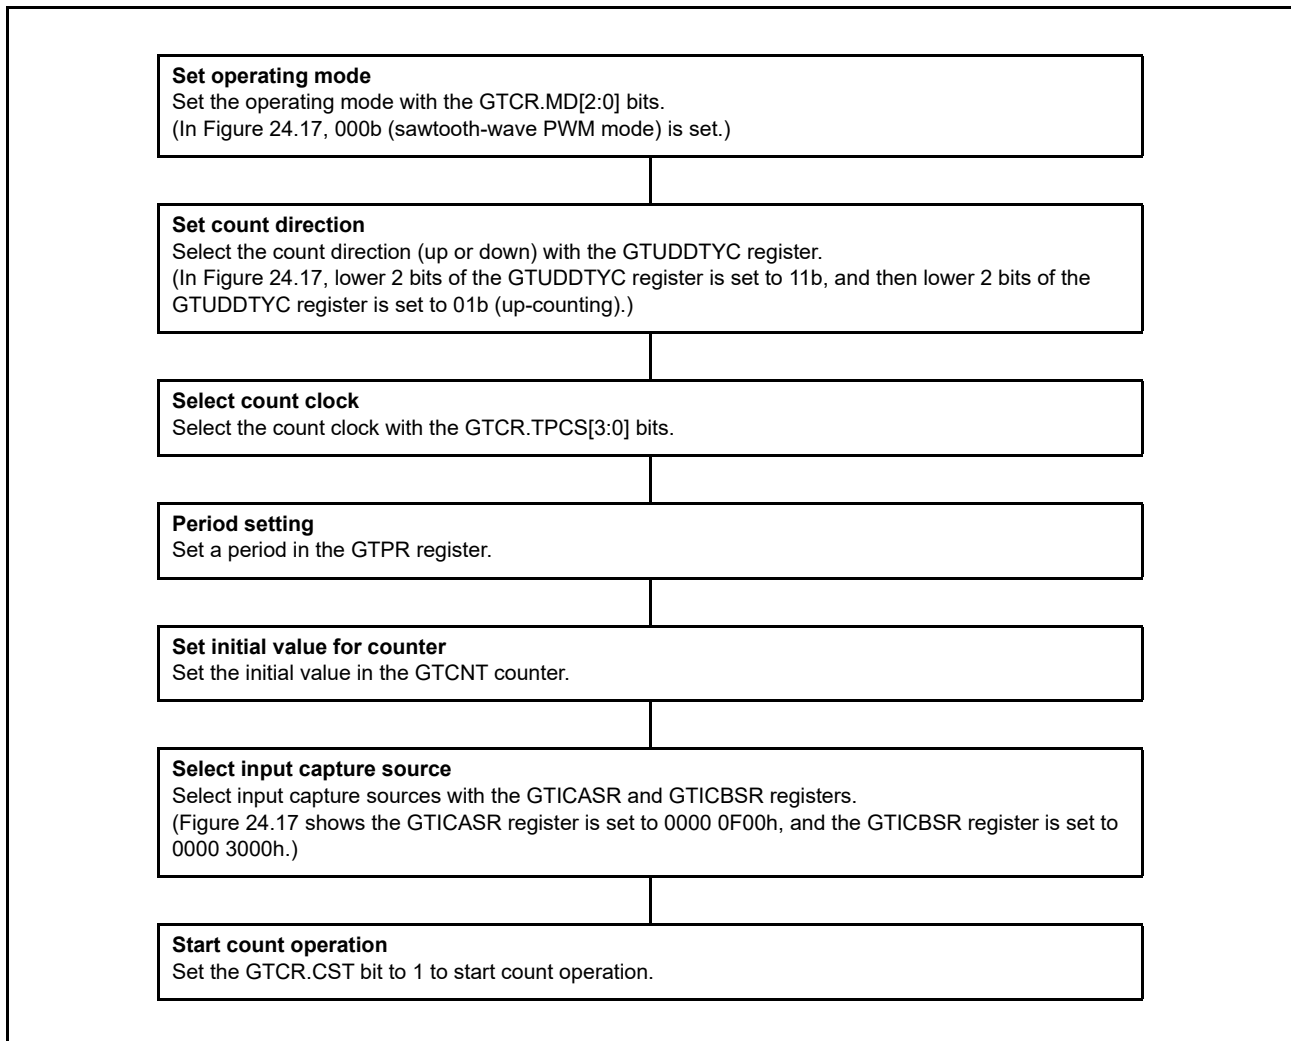 Set operating mode
Set the operating mode with the GTCR.MD[2:0] bits.
(In Figure 24.17, 000b (sawtooth-wave PWM mode) is set.)
Set count direction
Select the count direction (up or down) with the GTUDDTYC register.
(In Figure 24.17, lower 2 bits of the GTUDDTYC register is set to 11b, and then lower 2 bits of the
GTUDDTYC register is set to 01b (up-counting).)
Select count clock
Select the count clock with the GTCR.TPCS[3:0] bits.
Period setting
Set a period in the GTPR register.
Set initial value for counter
Set the initial value in the GTCNT counter.
Select input capture source
Select input capture sources with the GTICASR and GTICBSR registers.
(Figure 24.17 shows the GTICASR register is set to 0000 0F00h, and the GTICBSR register is set to
0000 3000h.)
Start count operation
Set the GTCR.CST bit to 1 to start count operation.